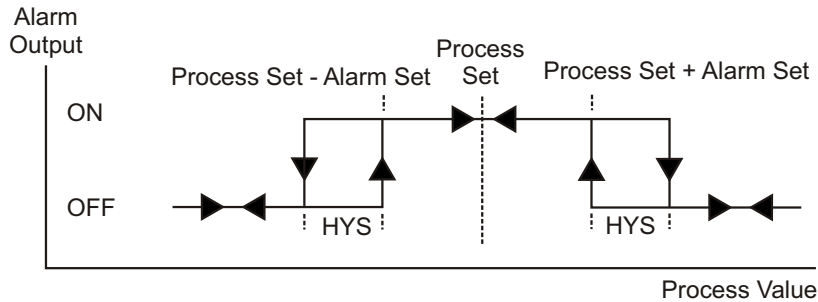 Alarm
Output
Process
Set
Process Set - Alarm Set
Process Set + Alarm Set
ON
OFF
HYS
HYS
Process Value